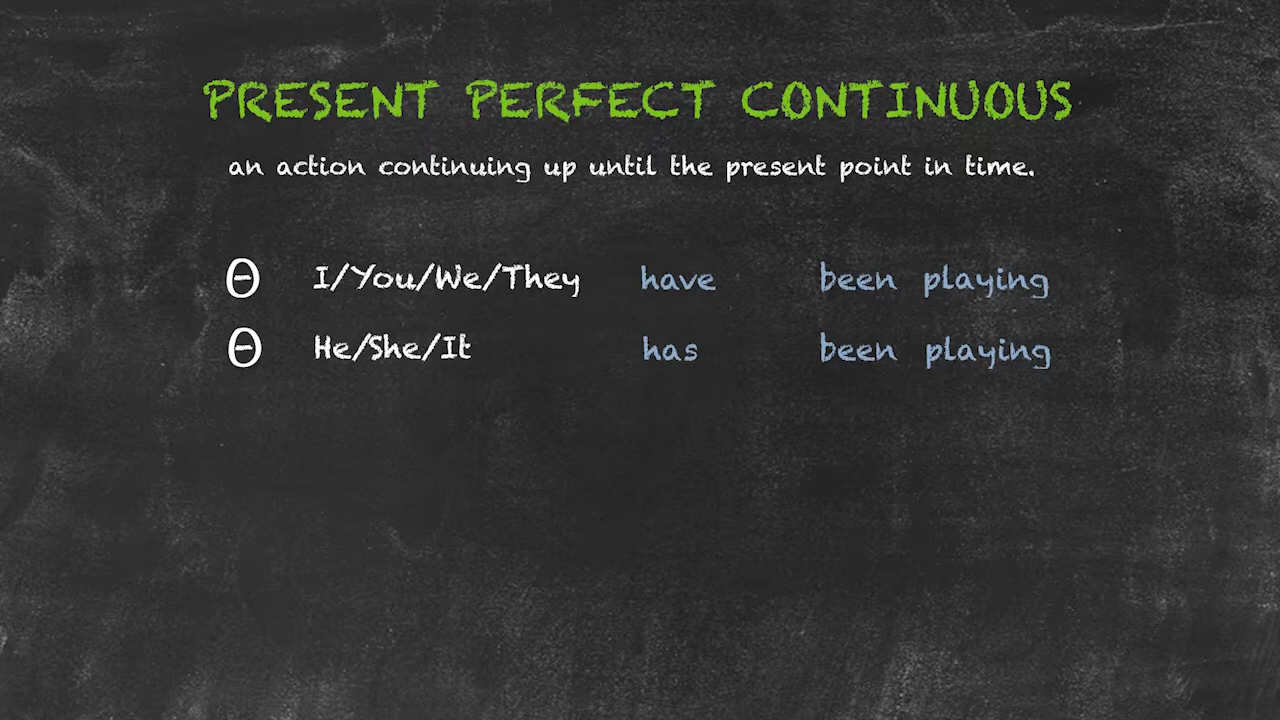 PRESENT PERFECT CONTINUOUS
an action continuing up until the present point in time.
Θ I/You/We/They have been playing
Θ He/She/It has been playing